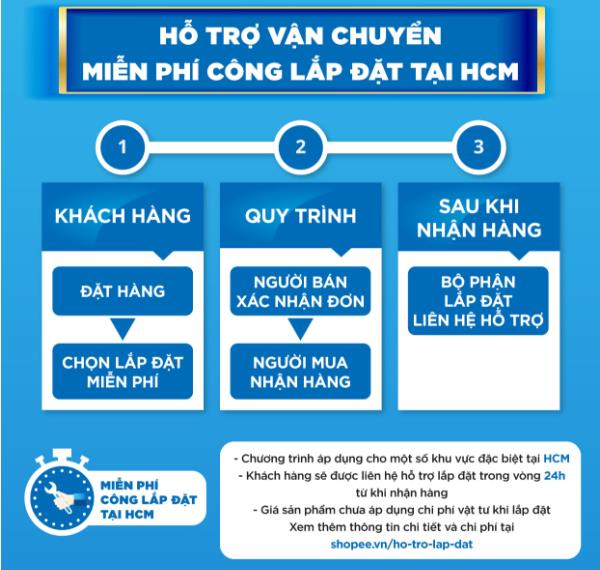 HỖ TRỢ VẬN CHUYỂN
MIỄN PHÍ CÔNG LẮP ĐẶT TẠI HCM
1
2
3
KHÁCH HÀNG
ĐẶT HÀNG
CHỌN LẮP ĐẶT
MIỄN PHÍ
QUY TRÌNH
NGƯỜI BÁN
XÁC NHẬN ĐƠN
NGƯỜI MUA
NHẬN HÀNG
SAU KHI
NHẬN HÀNG
BỘ PHẬN
LẮP ĐẶT
LIÊN HỆ HỖ TRỢ
MIỄN PHÍ
CÔNG LẮP ĐẶT
TẠI HCM
- Chương trình áp dụng cho một số khu vực đặc biệt tại HCM
- Khách hàng sẽ được liên hệ hỗ trợ lắp đặt trong vòng 24h
từ khi nhận hàng
- Giá sản phẩm chưa áp dụng chi phí vật tư khi lắp đặt
Xem thêm thông tin chi tiết và chi phí tại
shopee.vn/ho-tro-lap-dat